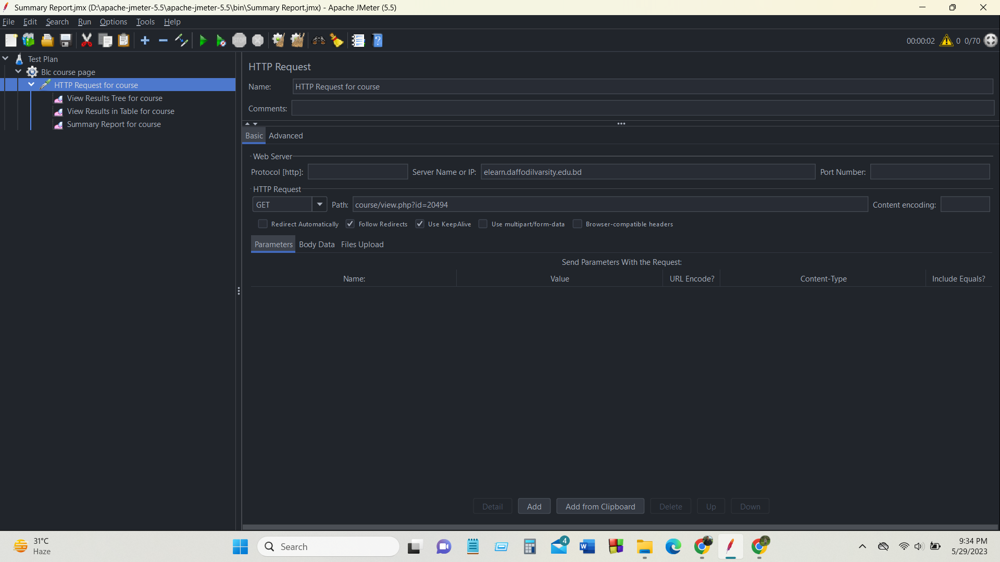 Summary Report.jmx (D:\apache-jmeter-5.5\apache-jmeter-5.5\bin\Summary Report.jmx) - Apache JMeter (5.5)
File Edit Search Run Options Tools Help
STOP
00:00:02 0 0/70
Test Plan
Blc course page
HTTP Request for course
View Results Tree for course
View Results in Table for course
Summary Report for course
HTTP Request
Name: HTTP Request for course
Comments:
Basic Advanced
Web Server
Protocol [http]: Server Name or IP: elearn.daffodilvarsity.edu.bd Port Number:
HTTP Request
GET Path: course/view.php?id=20494 Content encoding:
Redirect Automatically Follow Redirects Use KeepAlive Use multipart/form-data Browser-compatible headers
Parameters Body Data Files Upload
Send Parameters With the Request:
Name: Value URL Encode? Content-Type Include Equals?
Detail Add Add from Clipboard Delete Up Down
31°C
Haze
Search
4
W
9:34 PM
5/29/2023